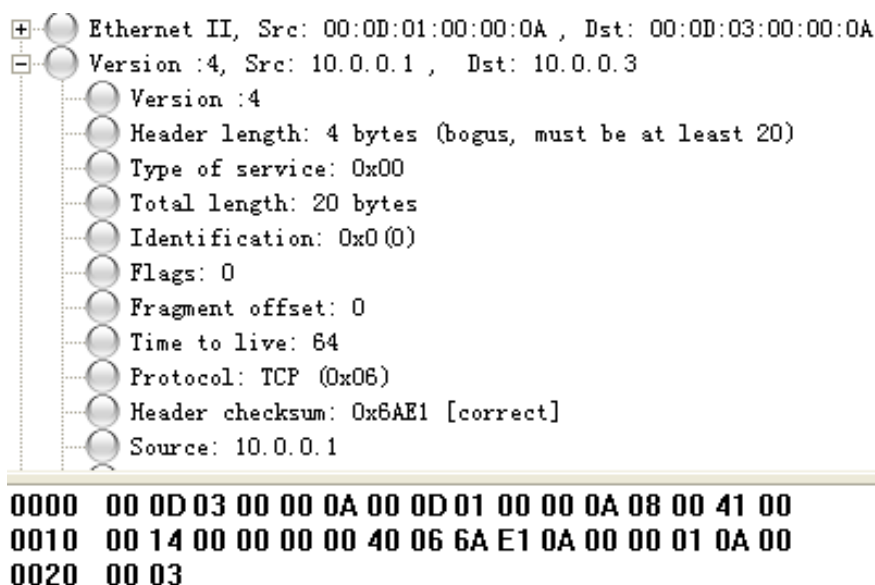 Ethernet II, Src: 00:0D:01:00:00:0A , Dst: 00:0D:03:00:00:0A
Version :4, Src: 10.0.0.1 , Dst: 10.0.0.3
Version :4
Header length: 4 bytes (bogus, must be at least 20)
Type of service: 0x00
Total length: 20 bytes
Identification: 0x0(0)
Flags: 0
Fragment offset: 0
Time to live: 64
Protocol: TCP (0x06)
Header checksum: 0x6AE1 [correct]
Source: 10.0.0.1
0000 00 0D 03 00 00 0A 00 0D 01 00 00 0A 08 00 41 00
0010 00 14 00 00 00 00 40 06 6A E1 0A 00 00 01 0A 00
0020 00 03